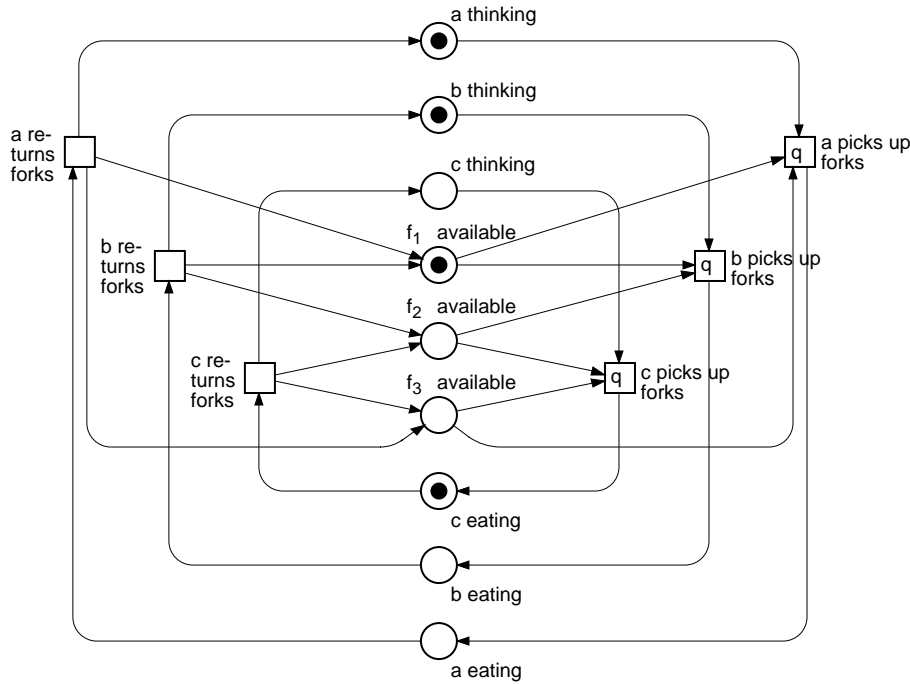 a thinking
b thinking
a re-
turns
forks
q
a picks up
forks
c thinking
f1 available
b re-
turns
forks
q
b picks up
forks
f2 available
c re-
turns
forks
f3 available
q
c picks up
forks
c eating
b eating
a eating